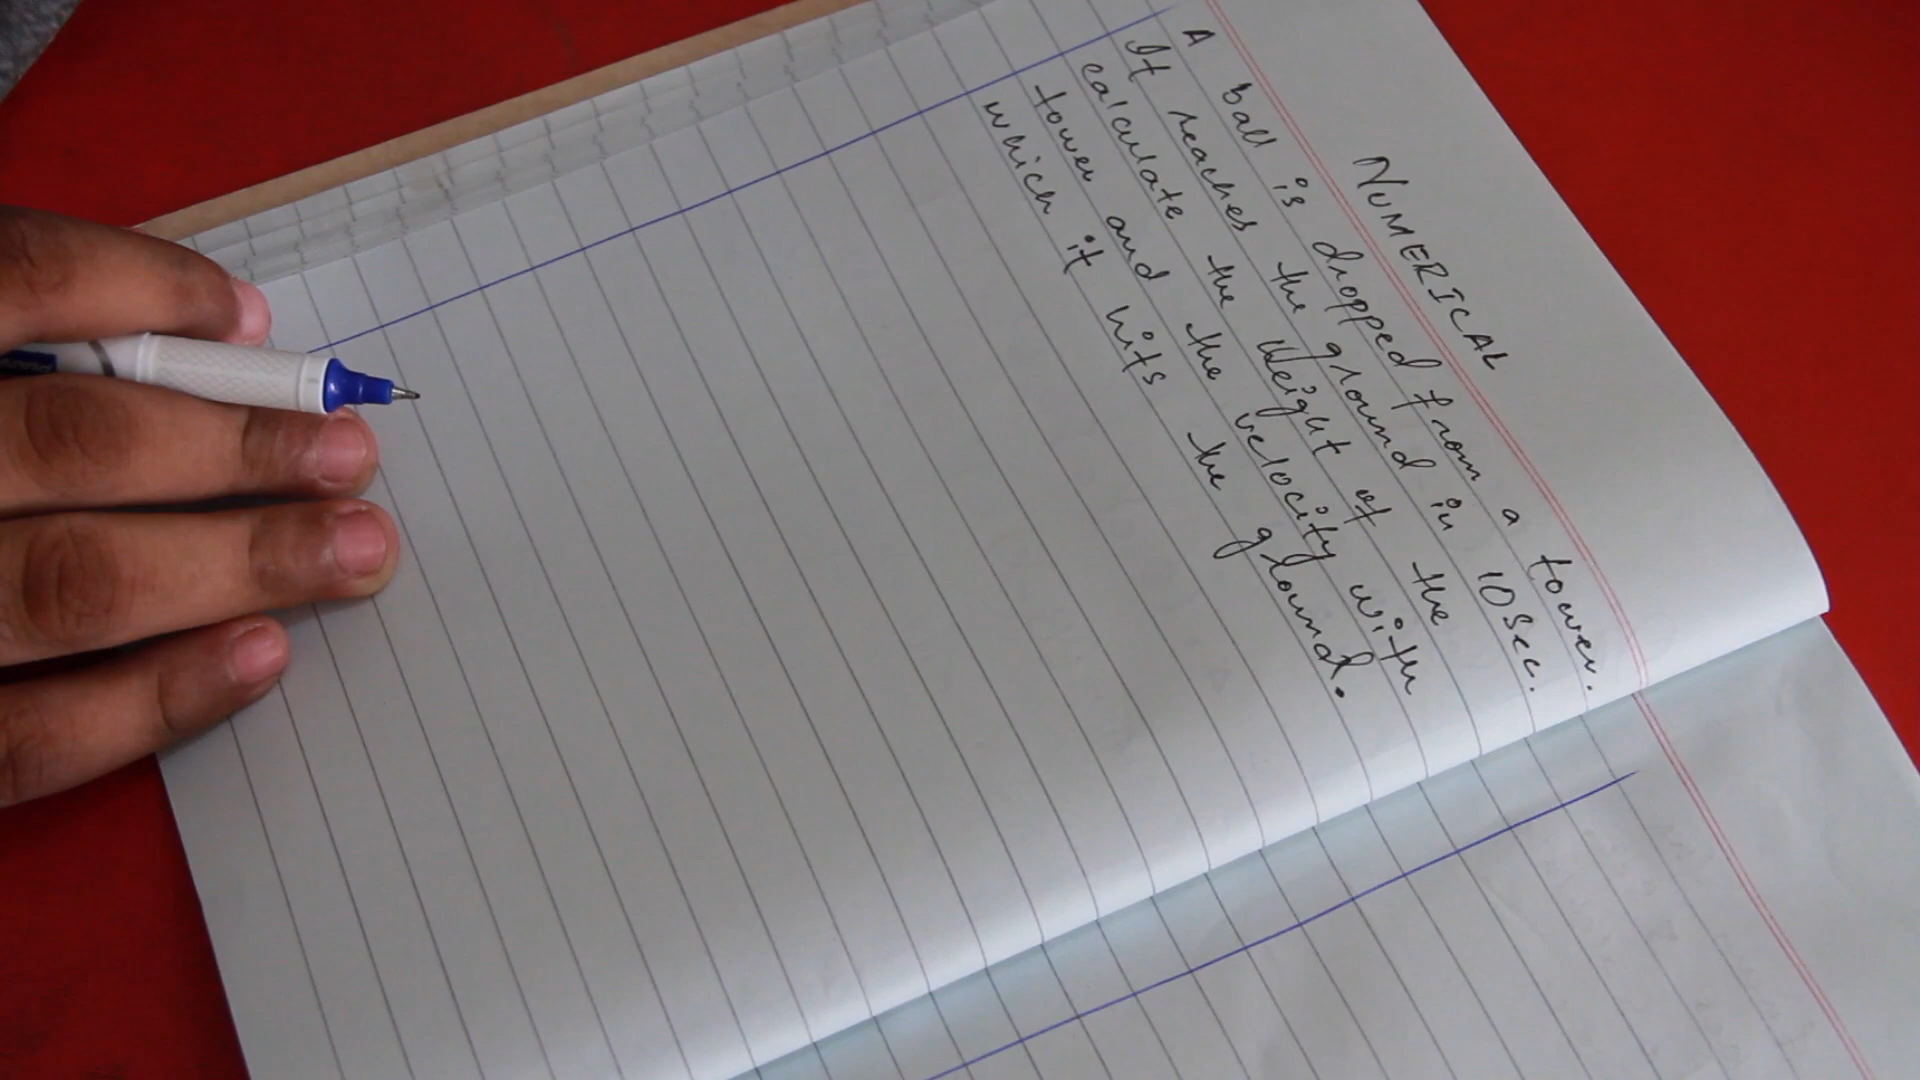 NUMERICAL
A ball is dropped from a tower.
It reaches the ground in 10 sec.
calculate the height of the
tower and the velocity with
which it hits the ground.